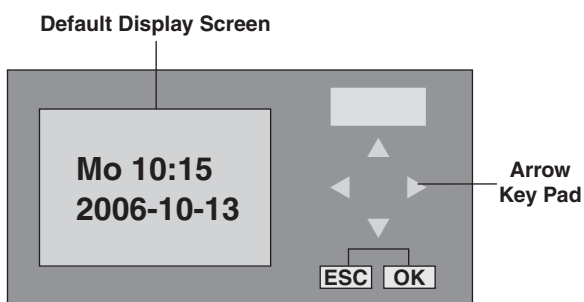 Default Display Screen
Mo 10:15
2006-10-13
Arrow
Key Pad
ESC OK